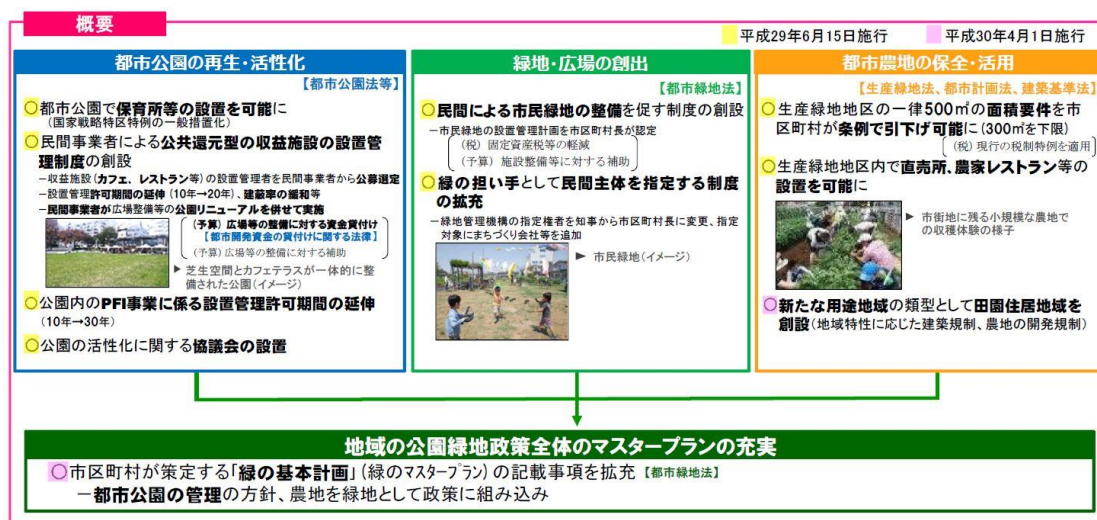 概要
平成29年6月15日施行
平成30年4月1日施行
都市公園の再生・活性化
【都市公園法等】
○都市公園で保育所等の設置を可能に
(国家戦略特区特例の一般措置化)
○民間事業者による公共還元型の収益施設の設置管
理制度の創設
－収益施設(カフェ、レストラン等)の設置管理者を民間事業者から公募選定
－設置管理許可期間の延伸(10年→20年)、建蔽率の緩和等
－民間事業者が広場整備等の公園リニューアルを併せて実施
(予算)広場等の整備に対する資金貸付け
【都市開発資金の貸付けに関する法律】
(予算)広場等の整備に対する補助
▶ 芝生空間とカフェテラスが一体的に整
備された公園(イメージ)
○公園内のPFI事業に係る設置管理許可期間の延伸
(10年→30年)
○公園の活性化に関する協議会の設置
緑地・広場の創出
【都市緑地法】
○民間による市民緑地の整備を促す制度の創設
－市民緑地の設置管理計画を市区町村長が認定
(税)固定資産税等の軽減
(予算)施設整備等に対する補助
○緑の担い手として民間主体を指定する制度
の拡充
－緑地管理機構の指定権者を知事から市区町村長に変更、指定
対象にまちづくり会社等を追加
▶ 市民緑地(イメージ)
都市農地の保全・活用
【生産緑地法、都市計画法、建築基準法】
○生産緑地地区の一律500㎡の面積要件を市
区町村が条例で引下げ可能に(300㎡を下限)
(税)現行の税制特例を適用
○生産緑地地区内で直売所、農家レストラン等の
設置を可能に
▶ 市街地に残る小規模な農地で
の収穫体験の様子
○新たな用途地域の類型として田園住居地域を
創設(地域特性に応じた建築規制、農地の開発規制)
地域の公園緑地政策全体のマスタープランの充実
○市区町村が策定する「緑の基本計画」(緑のマスタープラン)の記載事項を拡充【都市緑地法】
－都市公園の管理の方針、農地を緑地として政策に組み込み